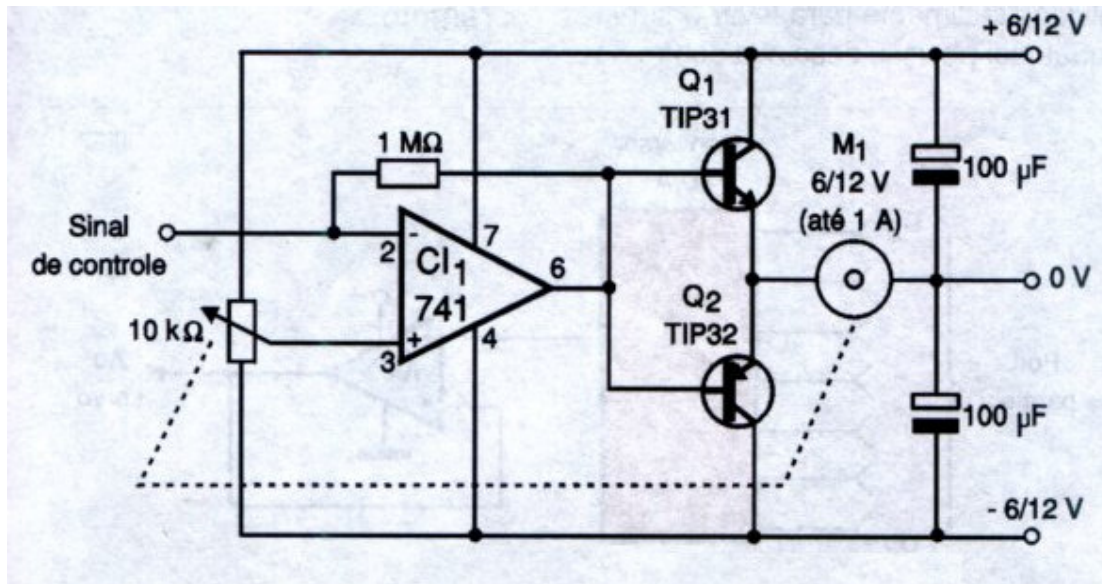 + 6/12 V
Q1
TIP31
1 MΩ
M1
6/12 V
(até 1 A)
100 μF
Sinal
de controle
2
-
7
CI1
741
6
0 V
10 kΩ
+
3
4
Q2
TIP32
100 μF
- 6/12 V